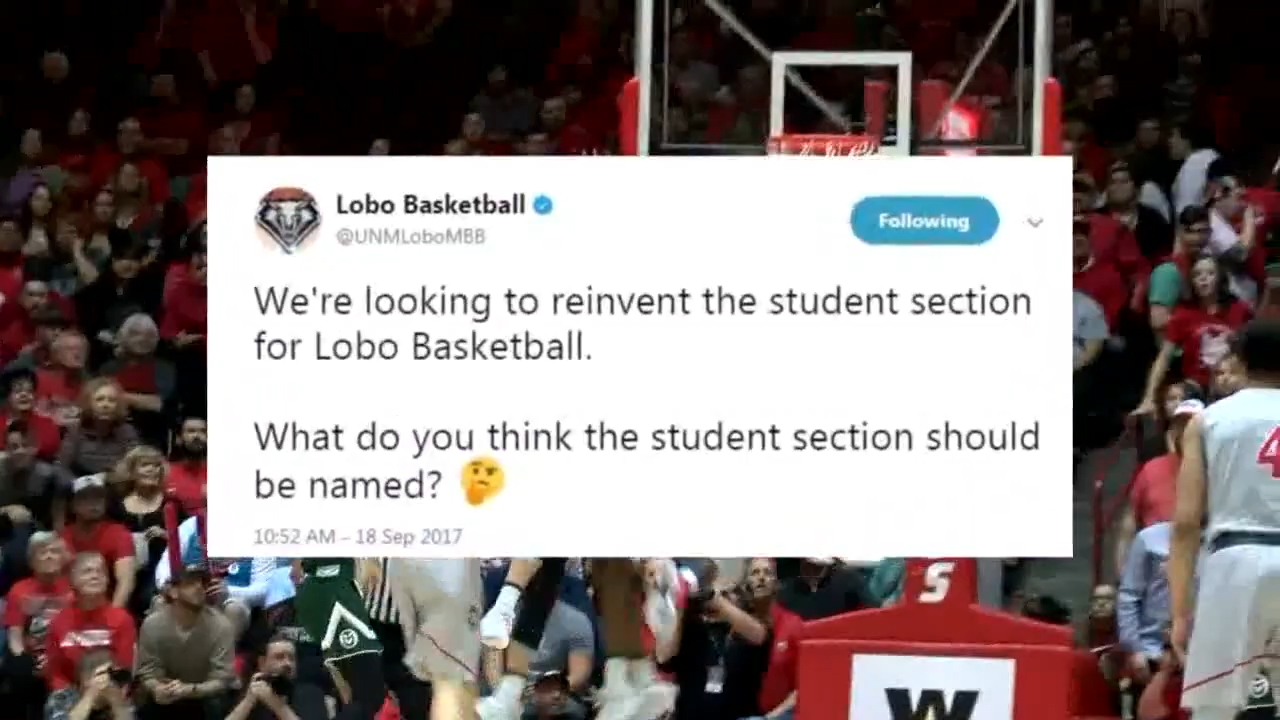 Lobo Basketball
@UNMLoboMBB
Following
We're looking to reinvent the student section
for Lobo Basketball.
What do you think the student section should
be named? 🤔
10:52 AM – 18 Sep 2017
4
S
W